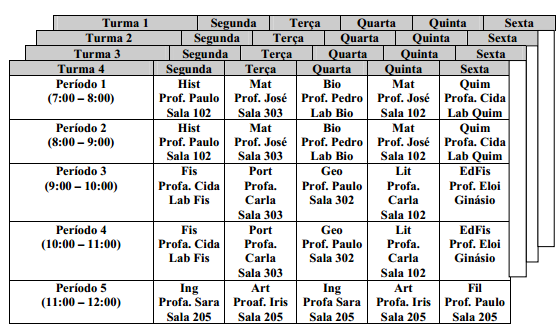 Turma 1 Segunda Terça Quarta Quinta Sexta
Turma 2 Segunda Terça Quarta Quinta Sexta
Turma 3 Segunda Terça Quarta Quinta Sexta
Turma 4 Segunda Terça Quarta Quinta Sexta
Período 1 Hist Mat Bio Mat Quim
(7:00 – 8:00) Prof. Paulo Prof. José Prof. Pedro Prof. José Profa. Cida
Sala 102 Sala 303 Lab Bio Sala 102 Lab Quim
Período 2 Hist Mat Bio Mat Quim
(8:00 – 9:00) Prof. Paulo Prof. José Prof. Pedro Prof. José Profa. Cida
Sala 102 Sala 303 Lab Bio Sala 102 Lab Quim
Período 3 Fis Port Geo Lit EdFis
(9:00 – 10:00) Profa. Cida Profa. Prof. Paulo Profa. Prof. Eloi
Lab Fis Carla Sala 302 Carla Ginásio
Sala 303 Sala 102
Período 4 Fis Port Geo Lit EdFis
(10:00 – 11:00) Profa. Cida Profa. Prof. Paulo Profa. Prof. Eloi
Lab Fis Carla Sala 302 Carla Ginásio
Sala 303 Sala 102
Período 5 Ing Art Ing Art Fil
(11:00 – 12:00) Profa. Sara Proaf. Iris Profa Sara Profa. Iris Prof. Paulo
Sala 205 Sala 205 Sala 205 Sala 205 Sala 205